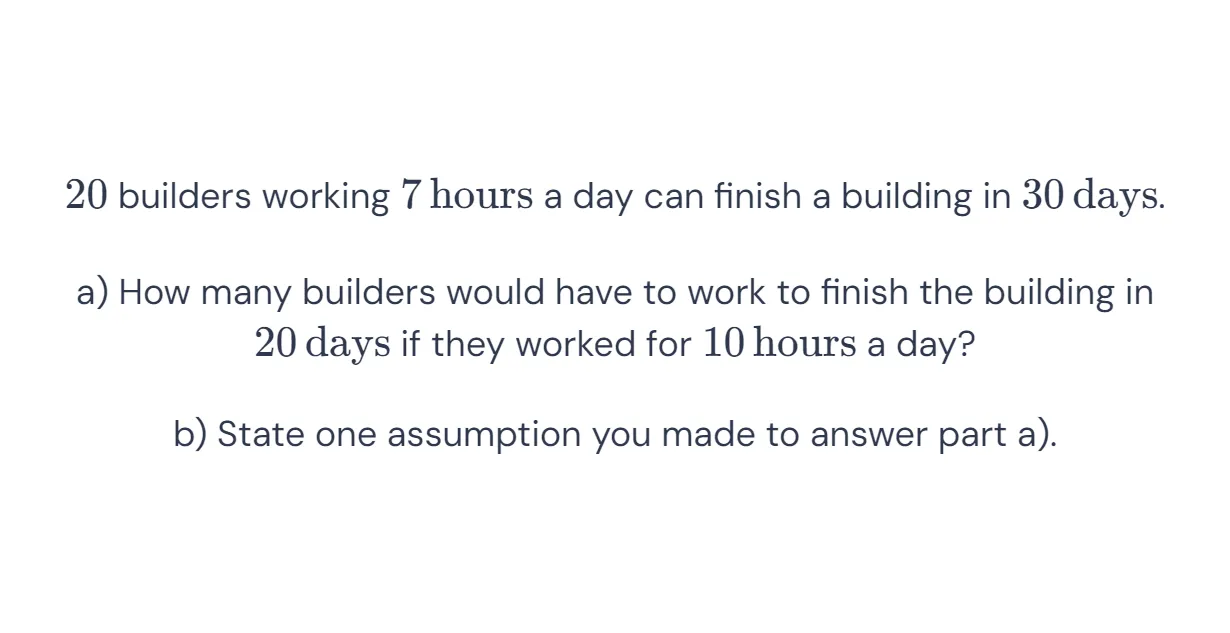 20 builders working 7 hours a day can finish a building in 30 days.
a) How many builders would have to work to finish the building in
20 days if they worked for 10 hours a day?
b) State one assumption you made to answer part a).